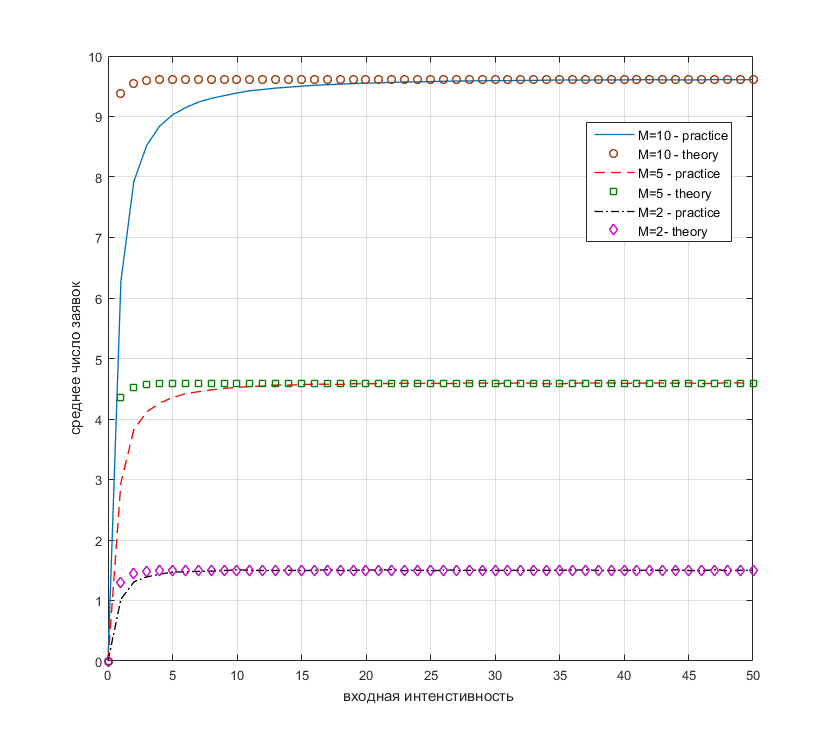 10
9
8
7
6
5
4
3
2
1
0
среднее число заявок
M=10 - practice
M=10 - theory
M=5 - practice
M=5 - theory
M=2 - practice
M=2- theory
0 5 10 15 20 25 30 35 40 45 50
входная интенстивность